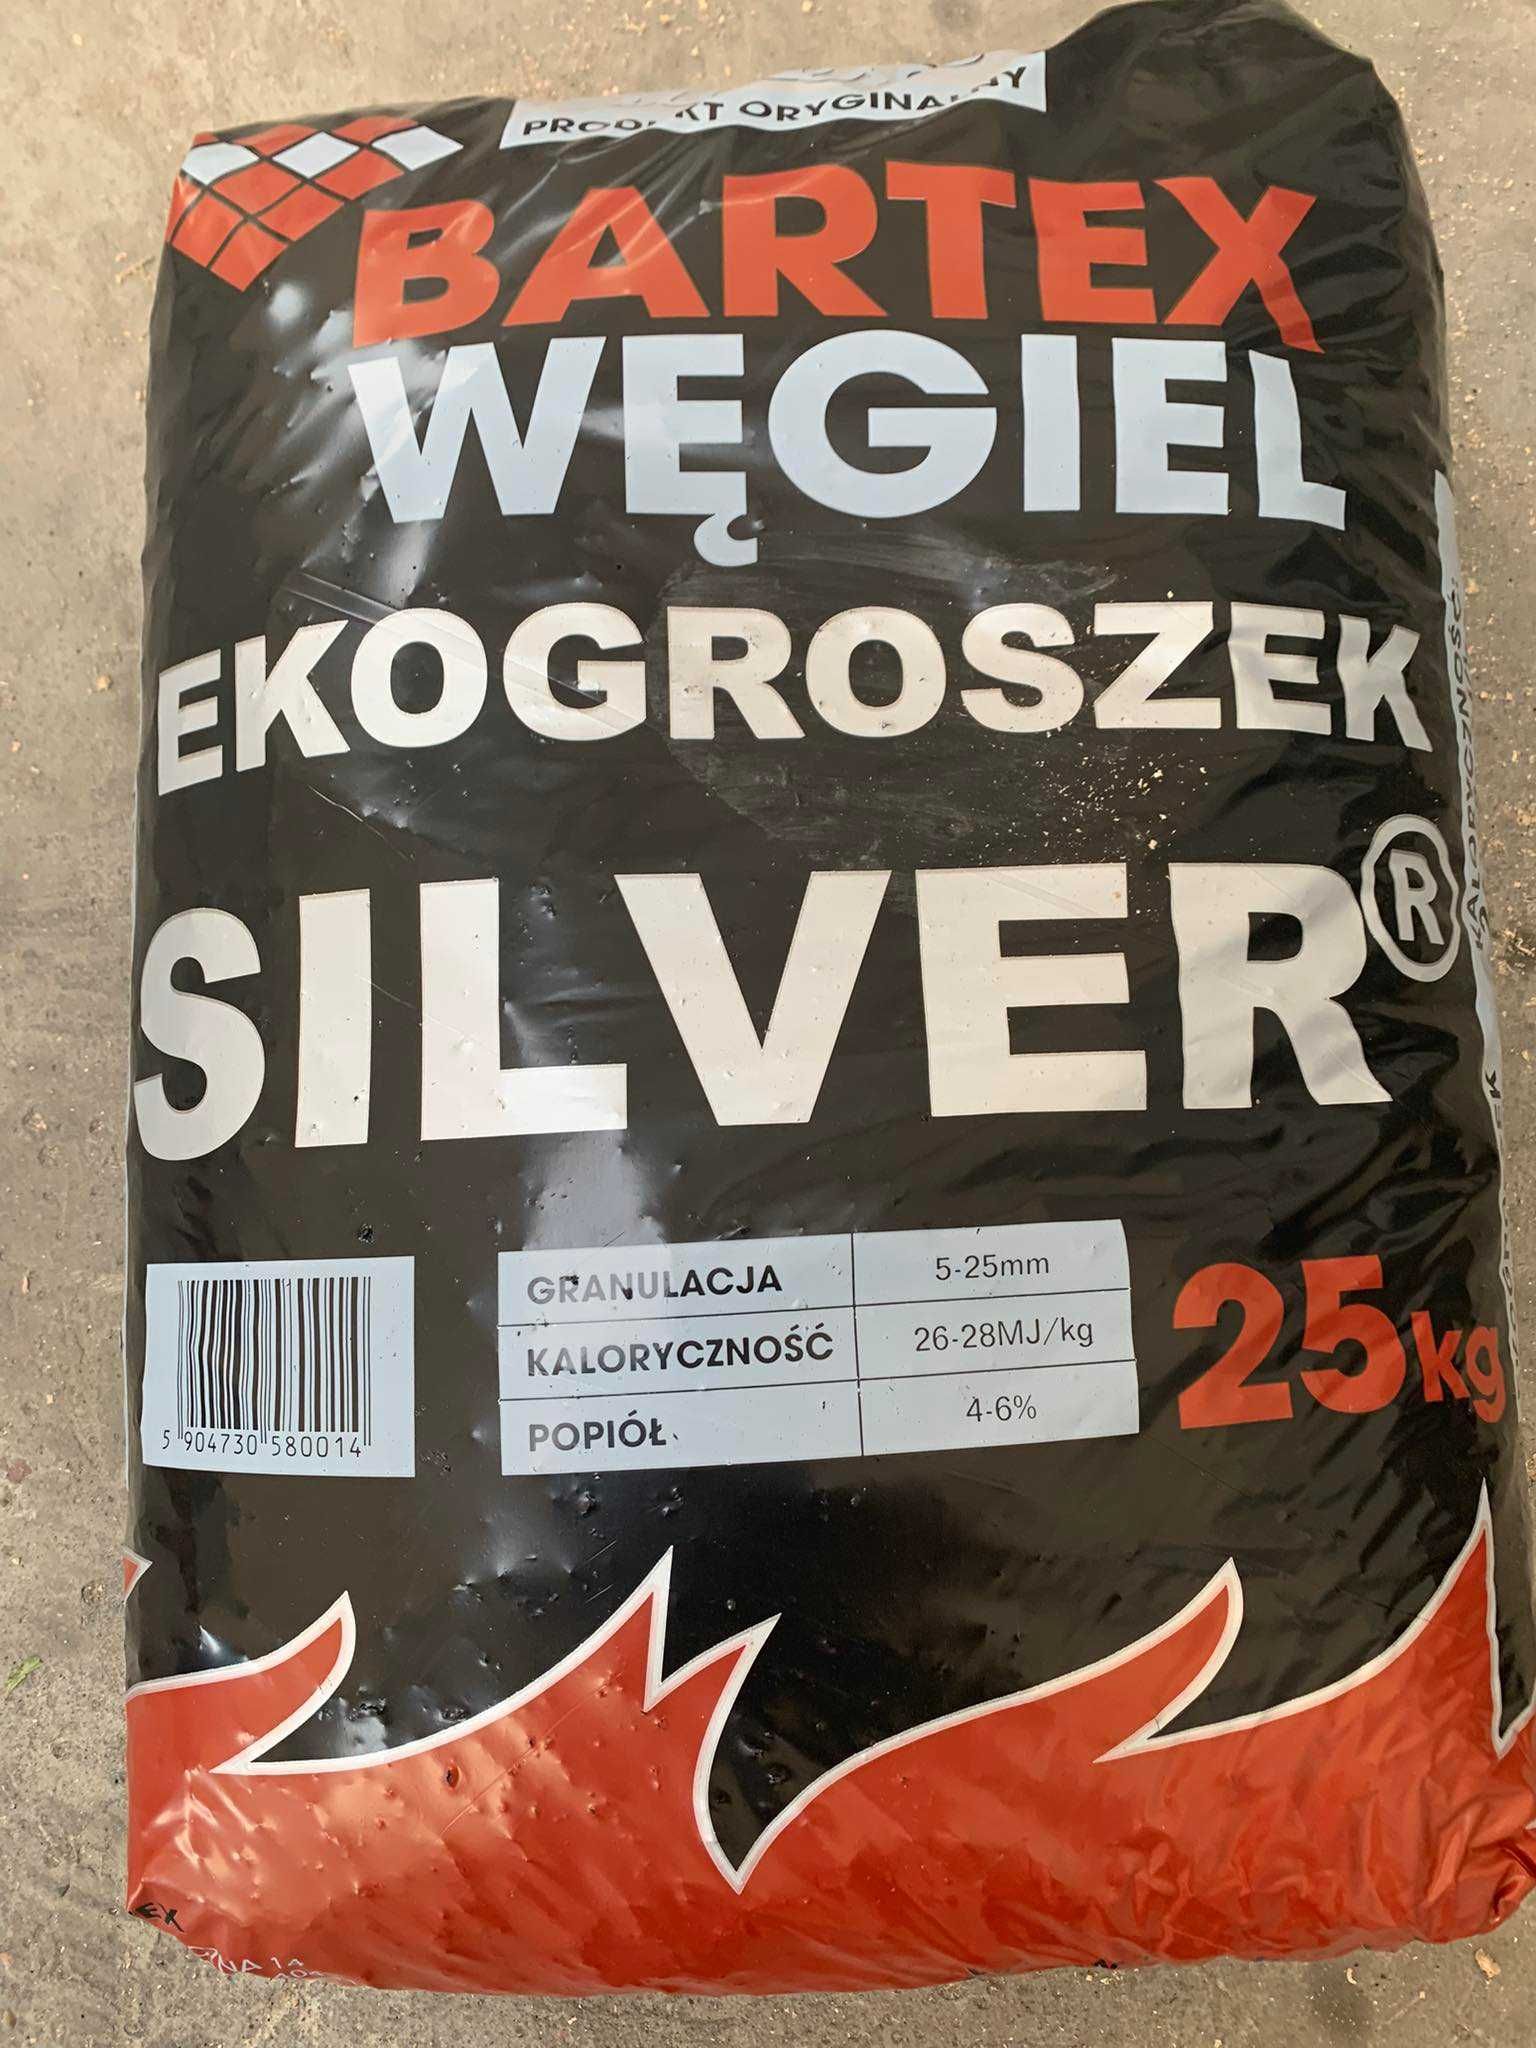 PRODUKT ORYGINALNY
BARTEX
WĘGIEL
EKOGROSZEK
SILVER®
GRANULACJA 5-25mm
KALORYCZNOŚĆ 26-28MJ/kg
POPIÓŁ 4-6%
25kg
5 904730 580014
KALORYCZNOŚĆ: